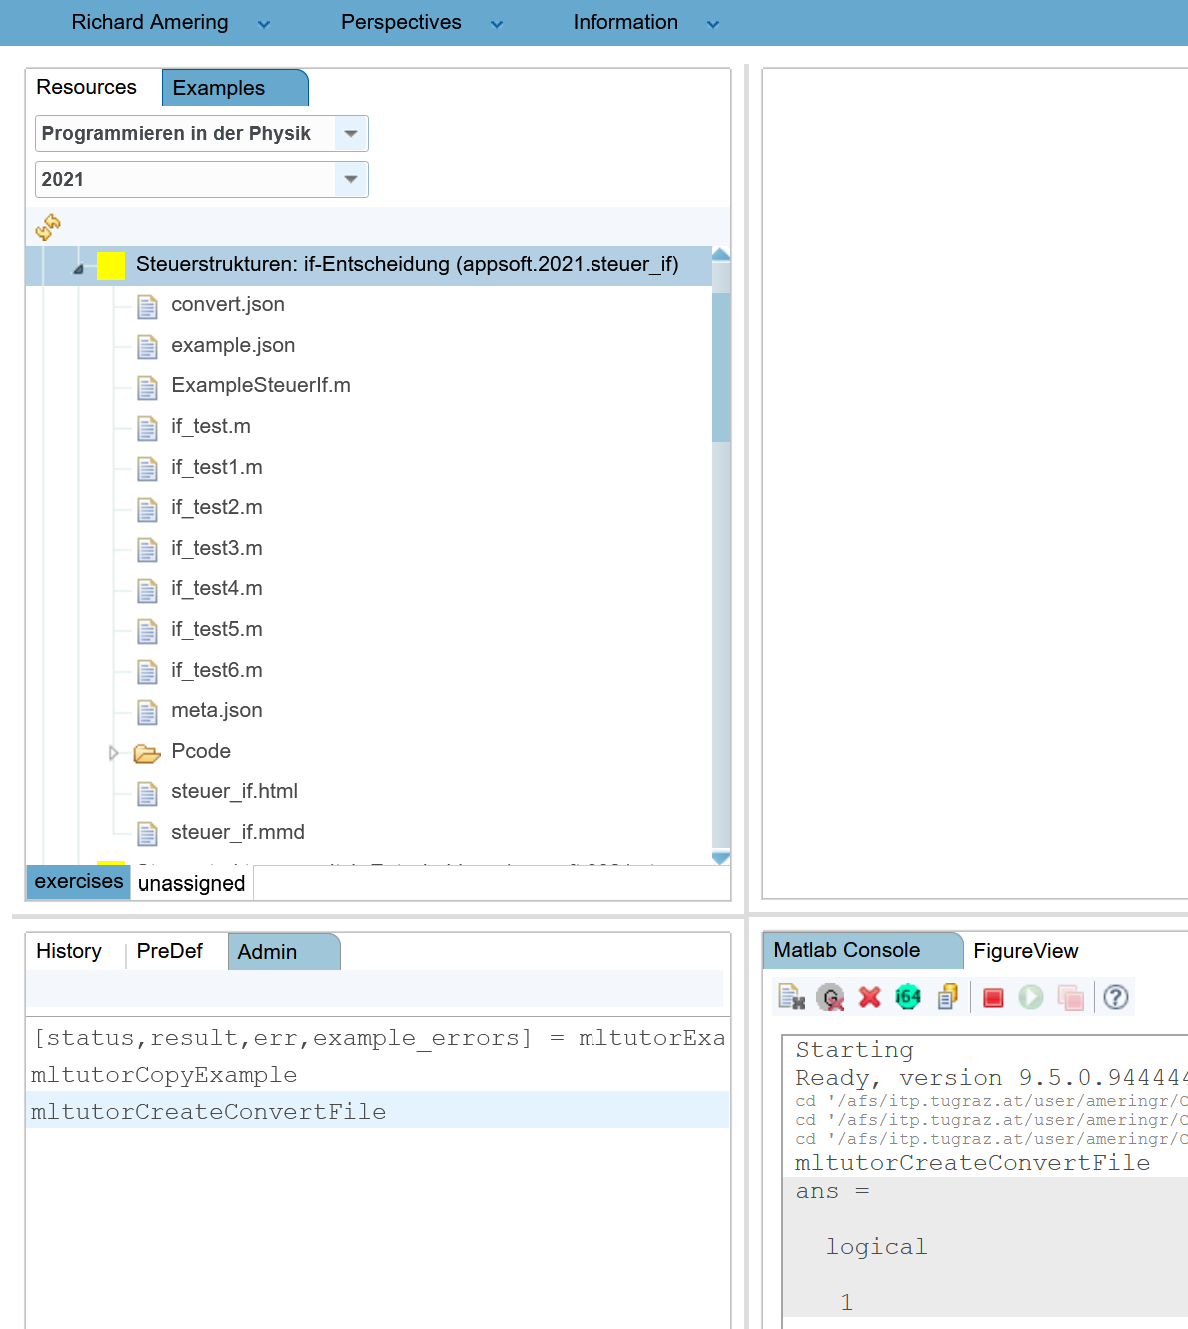 Richard Amering Perspectives Information
Resources Examples
Programmieren in der Physik
2021
Steuerstrukturen: if-Entscheidung (appsoft.2021.steuer_if)
convert.json
example.json
ExampleSteuerIf.m
if_test.m
if_test1.m
if_test2.m
if_test3.m
if_test4.m
if_test5.m
if_test6.m
meta.json
Pcode
steuer_if.html
steuer_if.mmd
exercises unassigned
History PreDef Admin
[status,result,err,example_errors] = mltutorExa
mltutorCopyExample
mltutorCreateConvertFile
Matlab Console FigureView
G i64 ?
Starting
Ready, version 9.5.0.944444
cd '/afs/itp.tugraz.at/user/ameringr/C
cd '/afs/itp.tugraz.at/user/ameringr/C
cd '/afs/itp.tugraz.at/user/ameringr/C
mltutorCreateConvertFile
ans =
logical
1